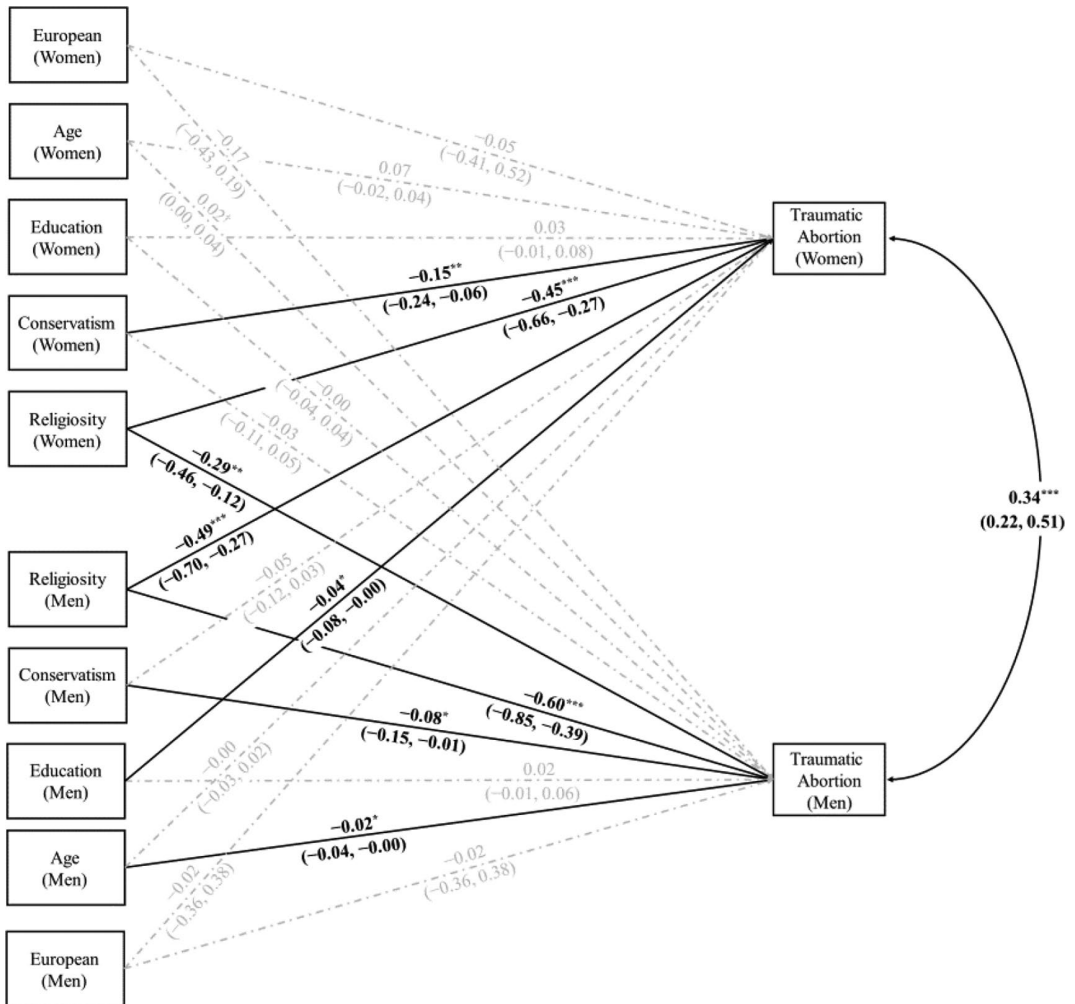 European
(Women)
Age
(Women)
Education
(Women)
Conservatism
(Women)
Religiosity
(Women)
Religiosity
(Men)
Conservatism
(Men)
Education
(Men)
Age
(Men)
European
(Men)
−0.17
(−0.43, 0.19)
−0.05
(−0.41, 0.52)
0.07
(−0.02, 0.04)
0.02*
(0.00, 0.04)
0.03
(−0.01, 0.08)
−0.15**
(−0.24, −0.06)
−0.45***
(−0.66, −0.27)
−0.00
(−0.04, 0.04)
−0.03
(−0.11, 0.05)
−0.29**
(−0.46, −0.12)
−0.49***
(−0.70, −0.27)
−0.05
(−0.12, 0.03)
−0.04*
(−0.08, −0.00)
−0.60***
(−0.85, −0.39)
−0.08*
(−0.15, −0.01)
−0.00
(−0.03, 0.02)
0.02
(−0.01, 0.06)
−0.02*
(−0.04, −0.00)
−0.02
(−0.36, 0.38)
−0.02
(−0.36, 0.38)
Traumatic
Abortion
(Women)
0.34***
(0.22, 0.51)
Traumatic
Abortion
(Men)